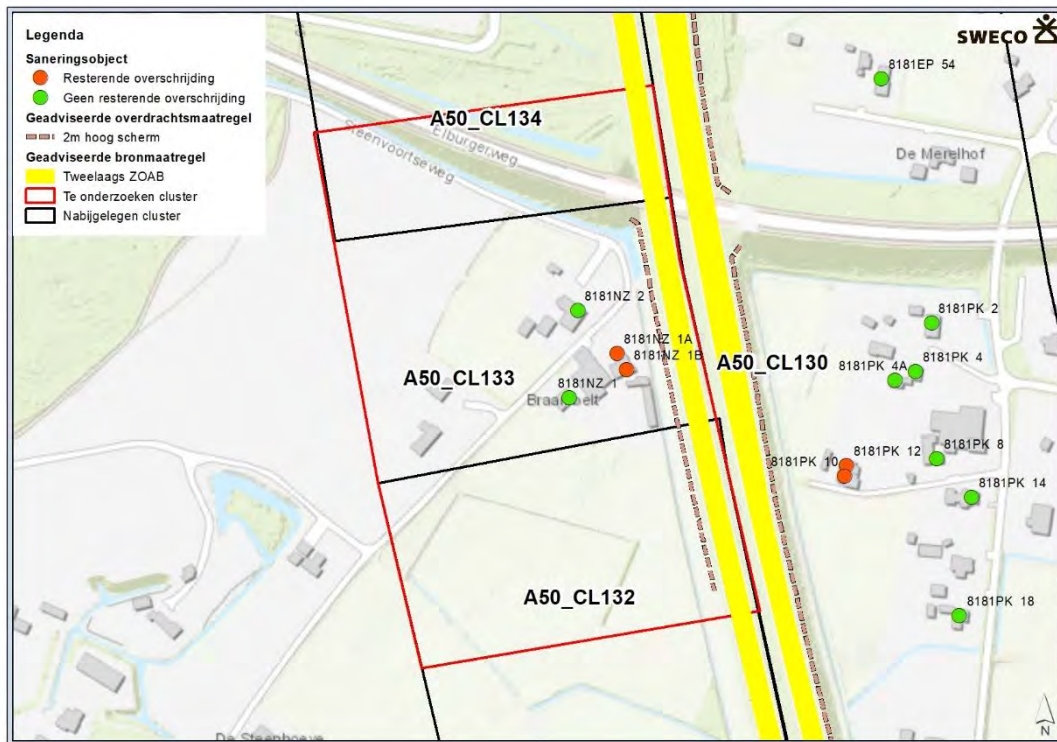 Legenda
Saneringsobject
Resterende overschrijding
Geen resterende overschrijding
Geadviseerde overdrachtsmaatregel
2m hoog scherm
Geadviseerde bronmaatregel
Tweelaags ZOAB
Te onderzoeken cluster
Nabijgelegen cluster
SWECO
8181EP 54
A50_CL134
Elburgerweg
Steenvoortseweg
De Merelhof
8181NZ 2
8181PK 2
8181NZ 1A
8181NZ 1B
A50_CL130
8181PK 4
8181PK 4A
A50_CL133
8181NZ 1
8181PK 8
8181PK 12
8181PK 10
8181PK 14
A50_CL132
8181PK 18
De Steenhoeve
N